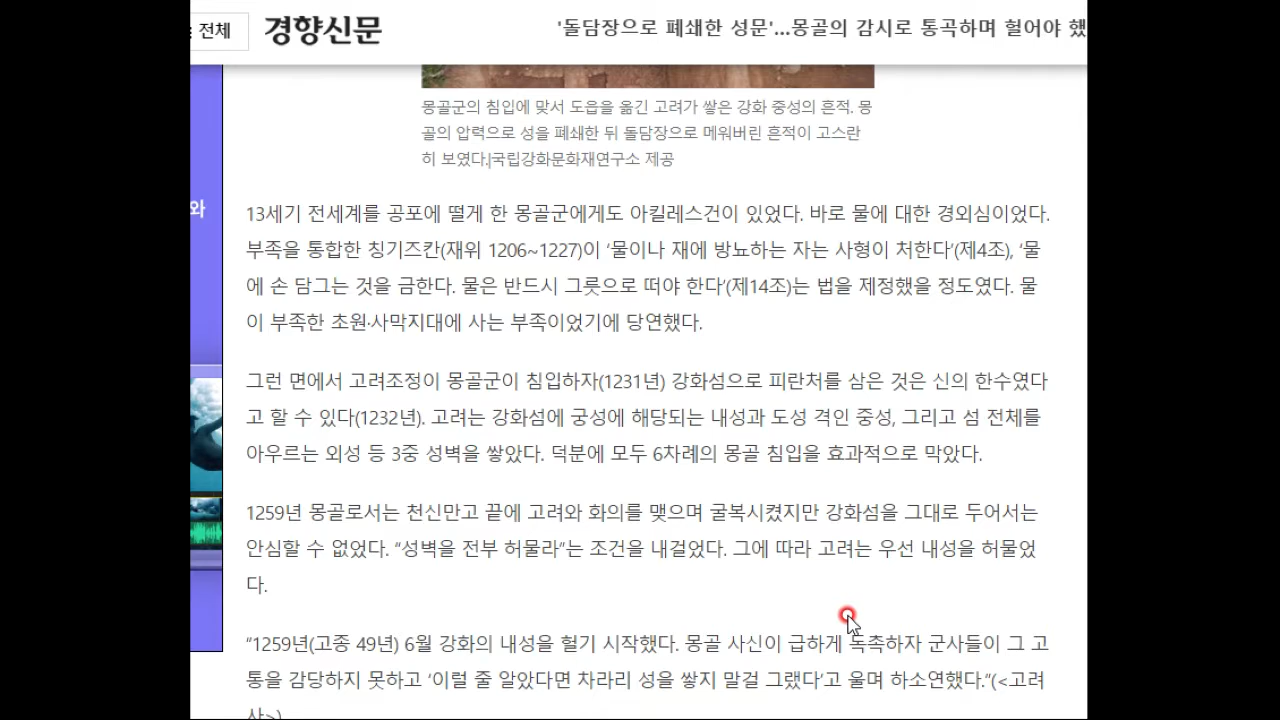 전체
경향신문
'돌담장으로 폐쇄한 성문'...몽골의 감시로 통곡하며 헐어야 했
몽골군의 침입에 맞서 도읍을 옮긴 고려가 쌓은 강화 중성의 흔적. 몽
골의 압력으로 성을 폐쇄한 뒤 돌담장으로 메워버린 흔적이 고스란
히 보였다.|국립강화문화재연구소 제공
와
13세기 전세계를 공포에 떨게 한 몽골군에게도 아킬레스건이 있었다. 바로 물에 대한 경외심이었다.
부족을 통합한 칭기즈칸(재위 1206~1227)이 ‘물이나 재에 방뇨하는 자는 사형이 처한다’(제4조), ‘물
에 손 담그는 것을 금한다. 물은 반드시 그릇으로 떠야 한다’(제14조)는 법을 제정했을 정도였다. 물
이 부족한 초원·사막지대에 사는 부족이었기에 당연했다.
그런 면에서 고려조정이 몽골군이 침입하자(1231년) 강화섬으로 피란처를 삼은 것은 신의 한수였다
고 할 수 있다(1232년). 고려는 강화섬에 궁성에 해당되는 내성과 도성 격인 중성, 그리고 섬 전체를
아우르는 외성 등 3중 성벽을 쌓았다. 덕분에 모두 6차례의 몽골 침입을 효과적으로 막았다.
1259년 몽골로서는 천신만고 끝에 고려와 화의를 맺으며 굴복시켰지만 강화섬을 그대로 두어서는
안심할 수 없었다. “성벽을 전부 허물라”는 조건을 내걸었다. 그에 따라 고려는 우선 내성을 허물었
다.
“1259년(고종 49년) 6월 강화의 내성을 헐기 시작했다. 몽골 사신이 급하게 독촉하자 군사들이 그 고
통을 감당하지 못하고 ‘이럴 줄 알았다면 차라리 성을 쌓지 말걸 그랬다’고 울며 하소연했다.”(<고려
사>)